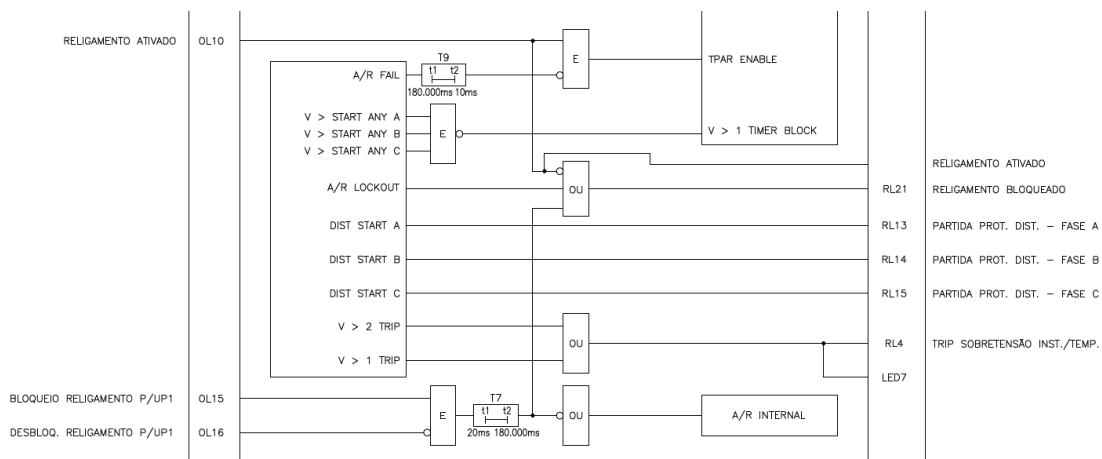 RELIGAMENTO ATIVADO OL10
T9
t1 t2
180.000ms 10ms
A/R FAIL
E
TPAR ENABLE
V > START ANY A
V > START ANY B
V > START ANY C
E
V > 1 TIMER BLOCK
RELIGAMENTO ATIVADO
A/R LOCKOUT
OU
RL21 RELIGAMENTO BLOQUEADO
DIST START A
RL13 PARTIDA PROT. DIST. – FASE A
DIST START B
RL14 PARTIDA PROT. DIST. – FASE B
DIST START C
RL15 PARTIDA PROT. DIST. – FASE C
V > 2 TRIP
OU
RL4 TRIP SOBRETENSÃO INST./TEMP.
V > 1 TRIP
LED7
BLOQUEIO RELIGAMENTO P/UP1 OL15
T7
t1 t2
20ms 180.000ms
E
OU
A/R INTERNAL
DESBLOQ. RELIGAMENTO P/UP1 OL16